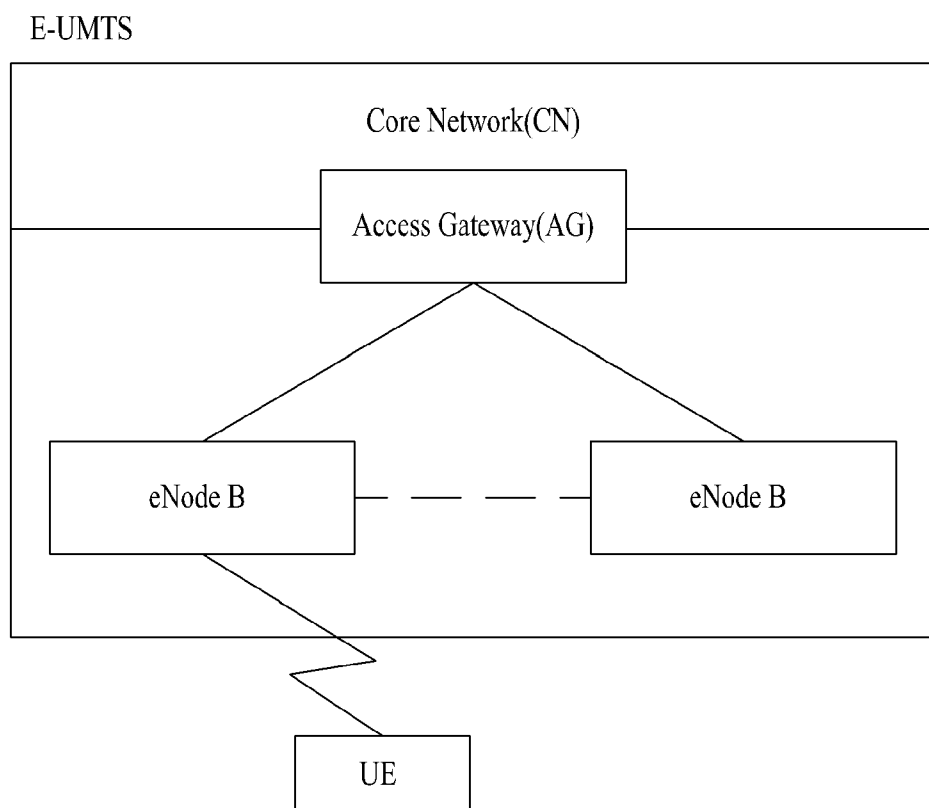 E-UMTS
Core Network(CN)
Access Gateway(AG)
eNode B
eNode B
UE